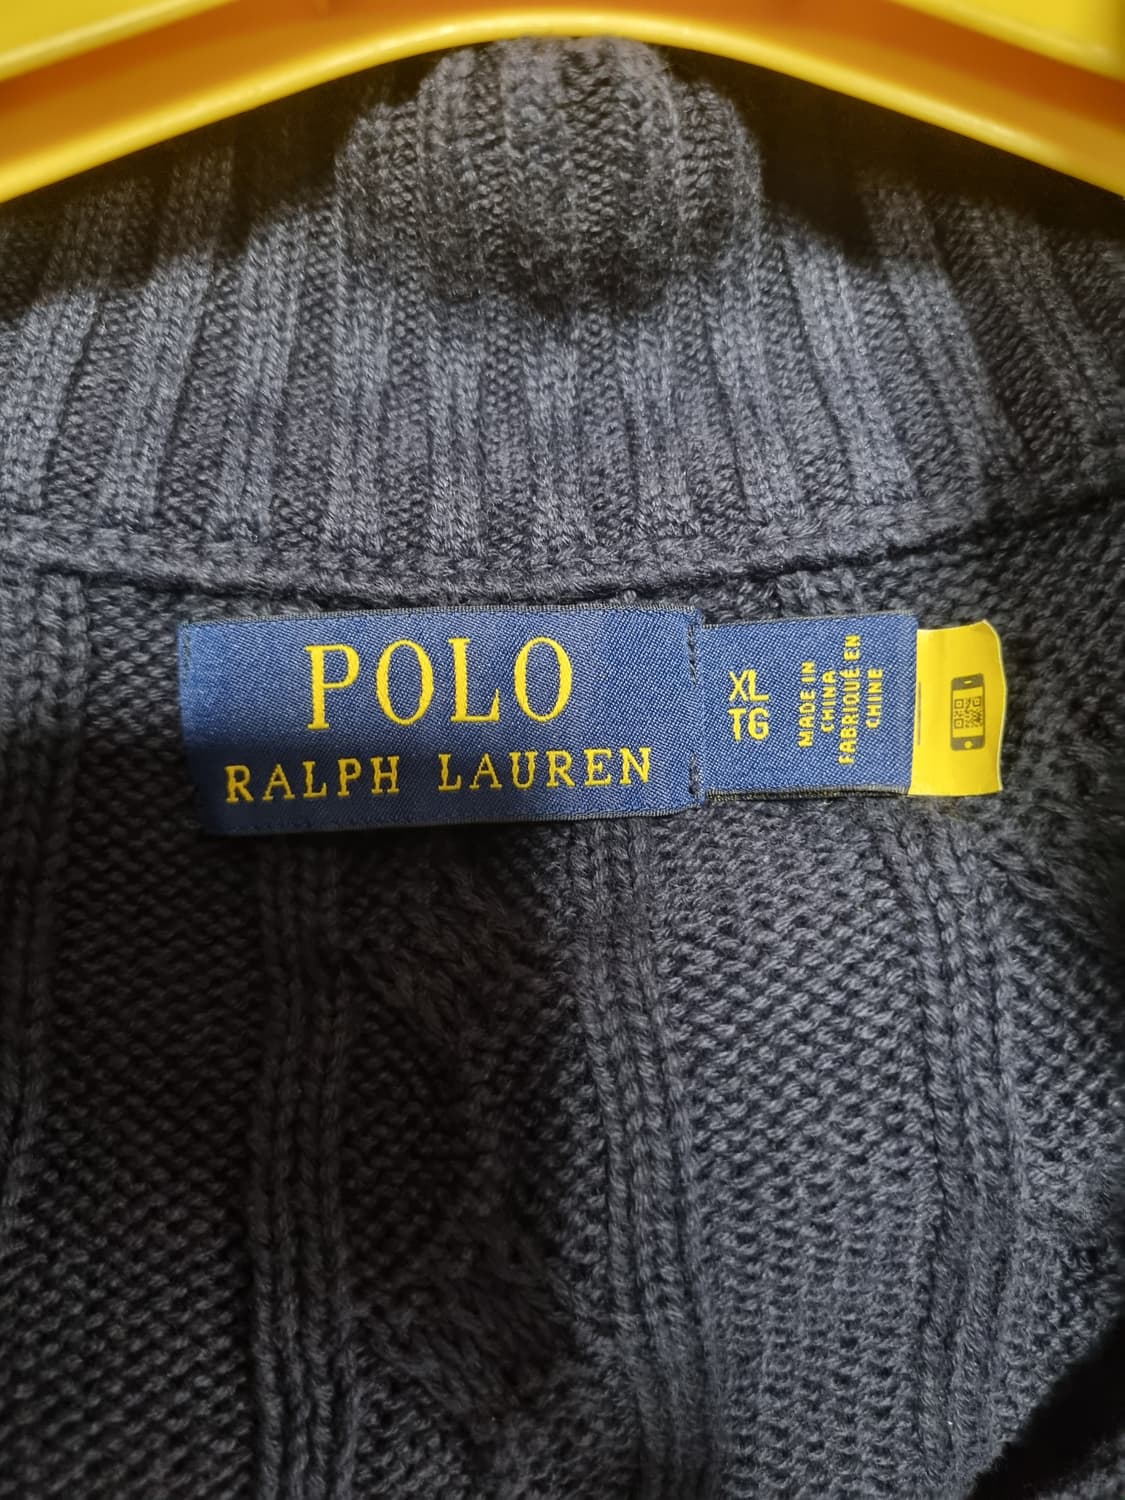 POLO
RALPH LAUREN
XL
TG
MADE IN
CHINA
FABRIQUÉ EN
CHINE